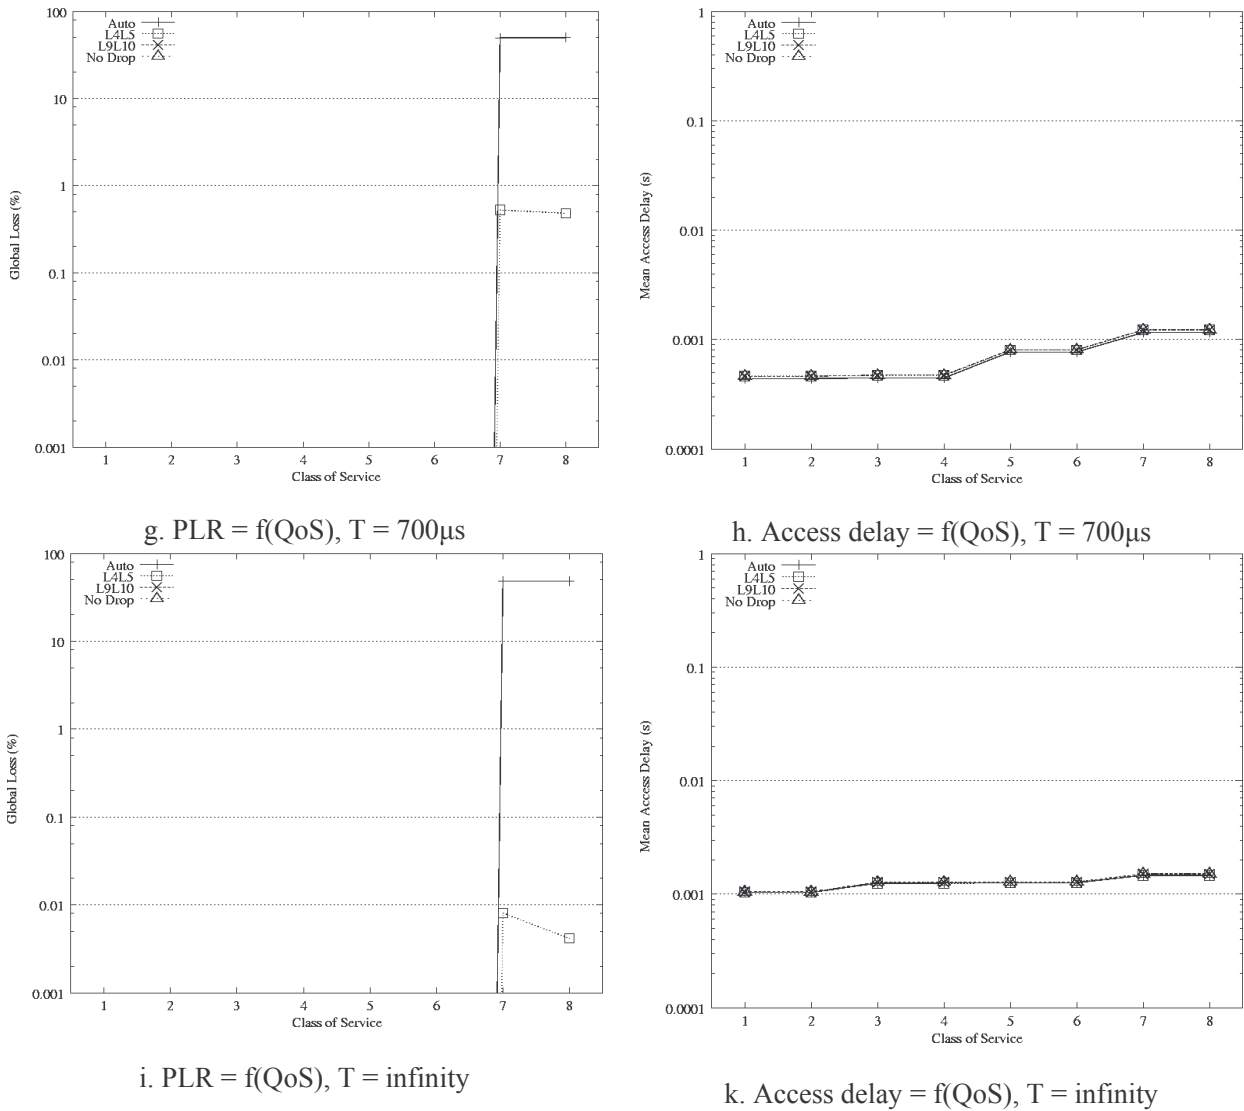 100
10
1
0.1
0.01
0.001
Global Loss (%)
Auto
L4L5
L9L10
No Drop
1 2 3 4 5 6 7 8
Class of Service
g. PLR = f(QoS), T = 700μs
1
0.1
0.01
0.001
0.0001
Mean Access Delay (s)
Auto
L4L5
L9L10
No Drop
1 2 3 4 5 6 7 8
Class of Service
h. Access delay = f(QoS), T = 700μs
100
10
1
0.1
0.01
0.001
Global Loss (%)
Auto
L4L5
L9L10
No Drop
1 2 3 4 5 6 7 8
Class of Service
i. PLR = f(QoS), T = infinity
1
0.1
0.01
0.001
0.0001
Mean Access Delay (s)
Auto
L4L5
L9L10
No Drop
1 2 3 4 5 6 7 8
Class of Service
k. Access delay = f(QoS), T = infinity